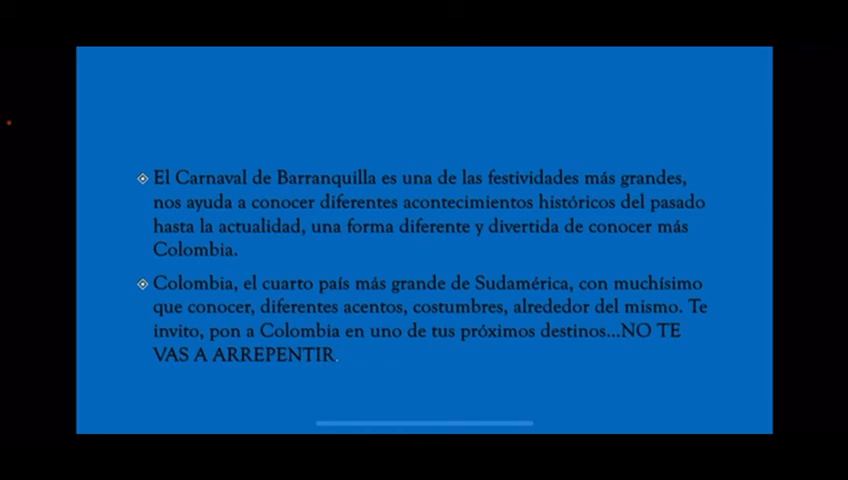 El Carnaval de Barranquilla es una de las festividades más grandes,
nos ayuda a conocer diferentes acontecimientos históricos del pasado
hasta la actualidad, una forma diferente y divertida de conocer más
Colombia.
Colombia, el cuarto país más grande de Sudamérica, con muchísimo
que conocer, diferentes acentos, costumbres, alrededor del mismo. Te
invito, pon a Colombia en uno de tus próximos destinos...NO TE
VAS A ARREPENTIR.